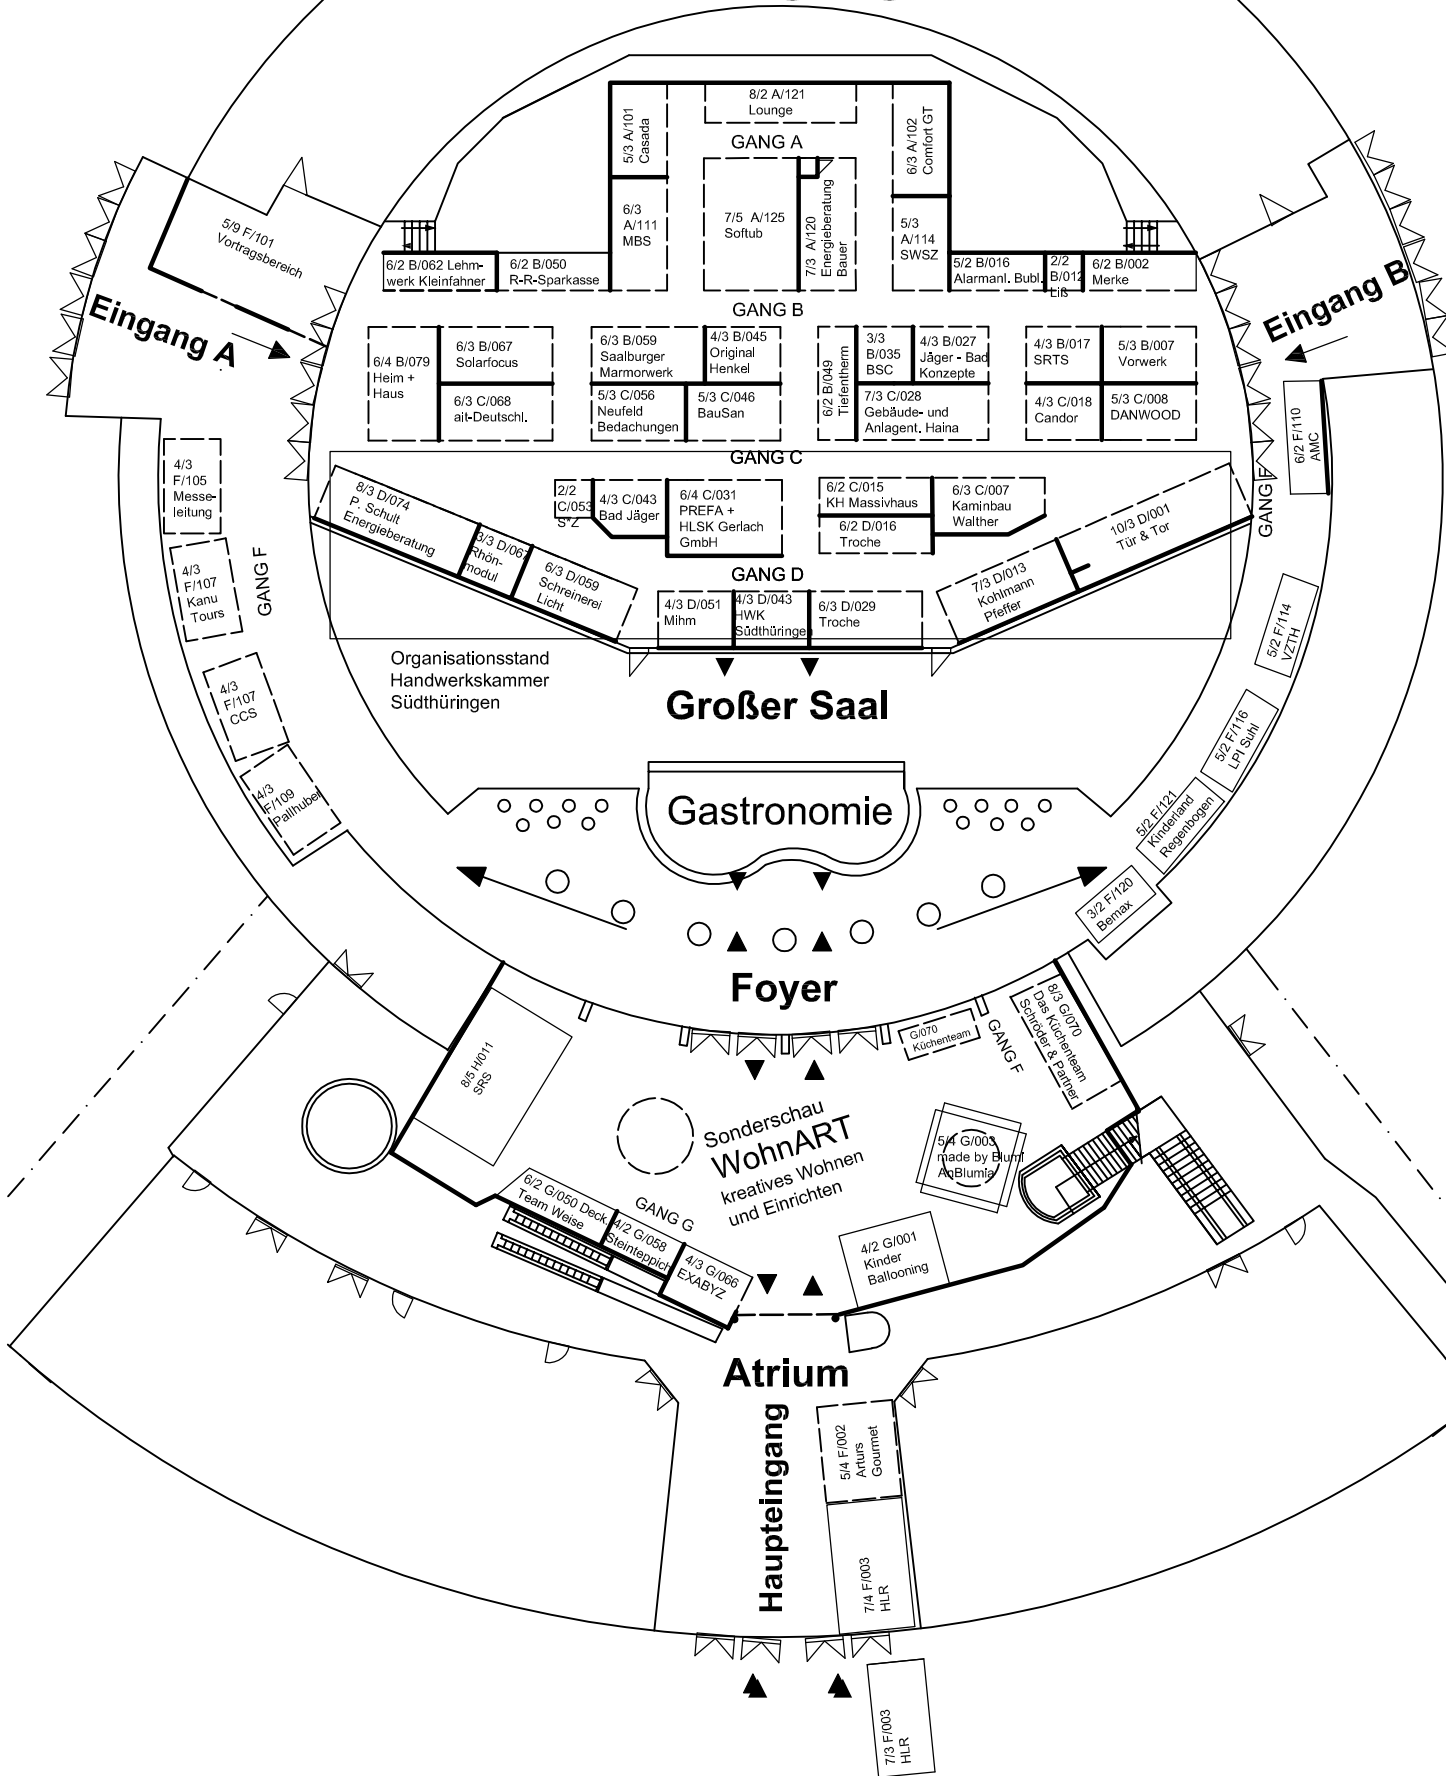 8/2 A/121
Lounge
GANG A
5/3 A/101
Casada
6/3 A/102
Comfort GT
6/3
A/111
MBS
7/5 A/125
Softub
7/3 A/120
Energieberatung
Bauer
5/3
A/114
SWSZ
5/9 F/101
Vortragsbereich
6/2 B/062 Lehm-
werk Kleinfahner
6/2 B/050
R-R-Sparkasse
5/2 B/016
Alarmanl. Bubl.
2/2
B/012
Liß
6/2 B/002
Merke
Eingang A
Eingang B
GANG B
6/4 B/079
Heim +
Haus
6/3 B/067
Solarfocus
6/3 C/068
ait-Deutschl.
6/3 B/059
Saalburger
Marmorwerk
4/3 B/045
Original
Henkel
5/3 C/056
Neufeld
Bedachungen
5/3 C/046
BauSan
6/2 B/049
Tiefentherm
3/3
B/035
BSC
4/3 B/017
Jäger - Bad
Konzepte
7/3 C/028
Gebäude- und
Anlagent. Haina
4/3 B/017
SRTS
5/3 B/007
Vorwerk
4/3 C/018
Candor
5/3 C/008
DANWOOD
6/2 F/110
AMC
GANG C
4/3
F/105
Messe-
leitung
8/3 D/074
P. Schult
Energieberatung
3/3 D/067
Rhön-
modul
6/3 D/059
Schreinerei
Licht
2/2
C/053
S*Z
4/3 C/043
Bad Jäger
6/4 C/031
PREFA +
HLSK Gerlach
GmbH
6/2 C/015
KH Massivhaus
6/2 D/016
Troche
6/3 C/007
Kaminbau
Walther
10/3 D/001
Tür & Tor
GANG F
4/3
F/107
Kanu
Tours
GANG F
GANG D
4/3 D/051
Mihm
4/3 D/043
HWK
Südthüringen
6/3 D/029
Troche
7/3 D/013
Kohlmann
Pfeffer
5/2 F/114
VZTH
Organisationsstand
Handwerkskammer
Südthüringen
4/3
F/107
CCS
Großer Saal
5/2 F/116
LPI Suhl
4/3
F/109
Pallhuber
Gastronomie
5/2 F/121
Kinderland
Regenbogen
3/2 F/120
Bemax
Foyer
8/5 H/011
SRS
G/070
Küchenteam
GANG F
8/3 G/070
Das Küchenteam
Schröder & Partner
Sonderschau
WohnART
kreatives Wohnen
und Einrichten
5/4 G/003
made by Blumi
AnBlumia
6/2 G/050 Deck.
Team Weise
GANG G
4/2 G/058
Steinteppich
4/3 G/066
EXABYZ
4/2 G/001
Kinder
Ballooning
Atrium
Haupteingang
5/4 F/002
Arturs
Gourmet
7/4 F/003
HLR
7/3 F/003
HLR